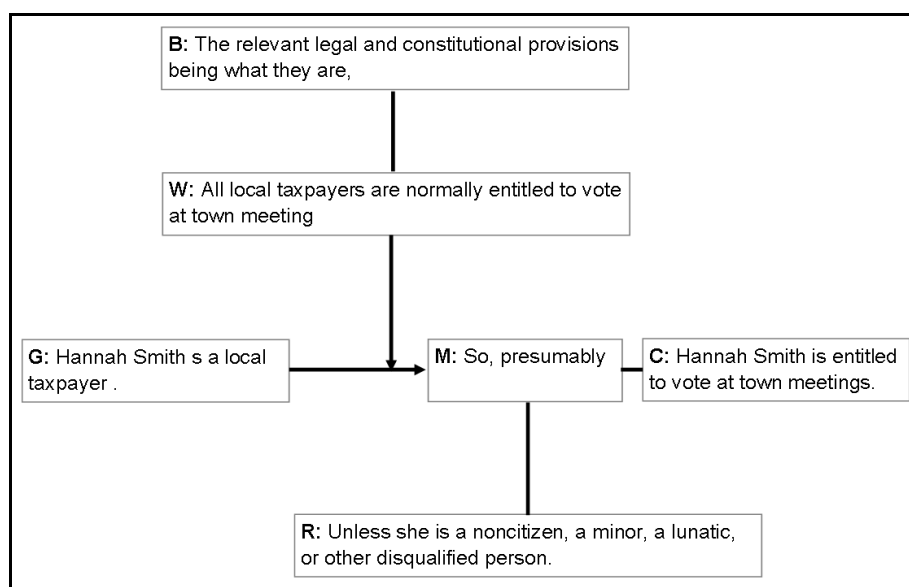 B: The relevant legal and constitutional provisions
being what they are,
W: All local taxpayers are normally entitled to vote
at town meeting
G: Hannah Smith s a local
taxpayer .
M: So, presumably
C: Hannah Smith is entitled
to vote at town meetings.
R: Unless she is a noncitizen, a minor, a lunatic,
or other disqualified person.